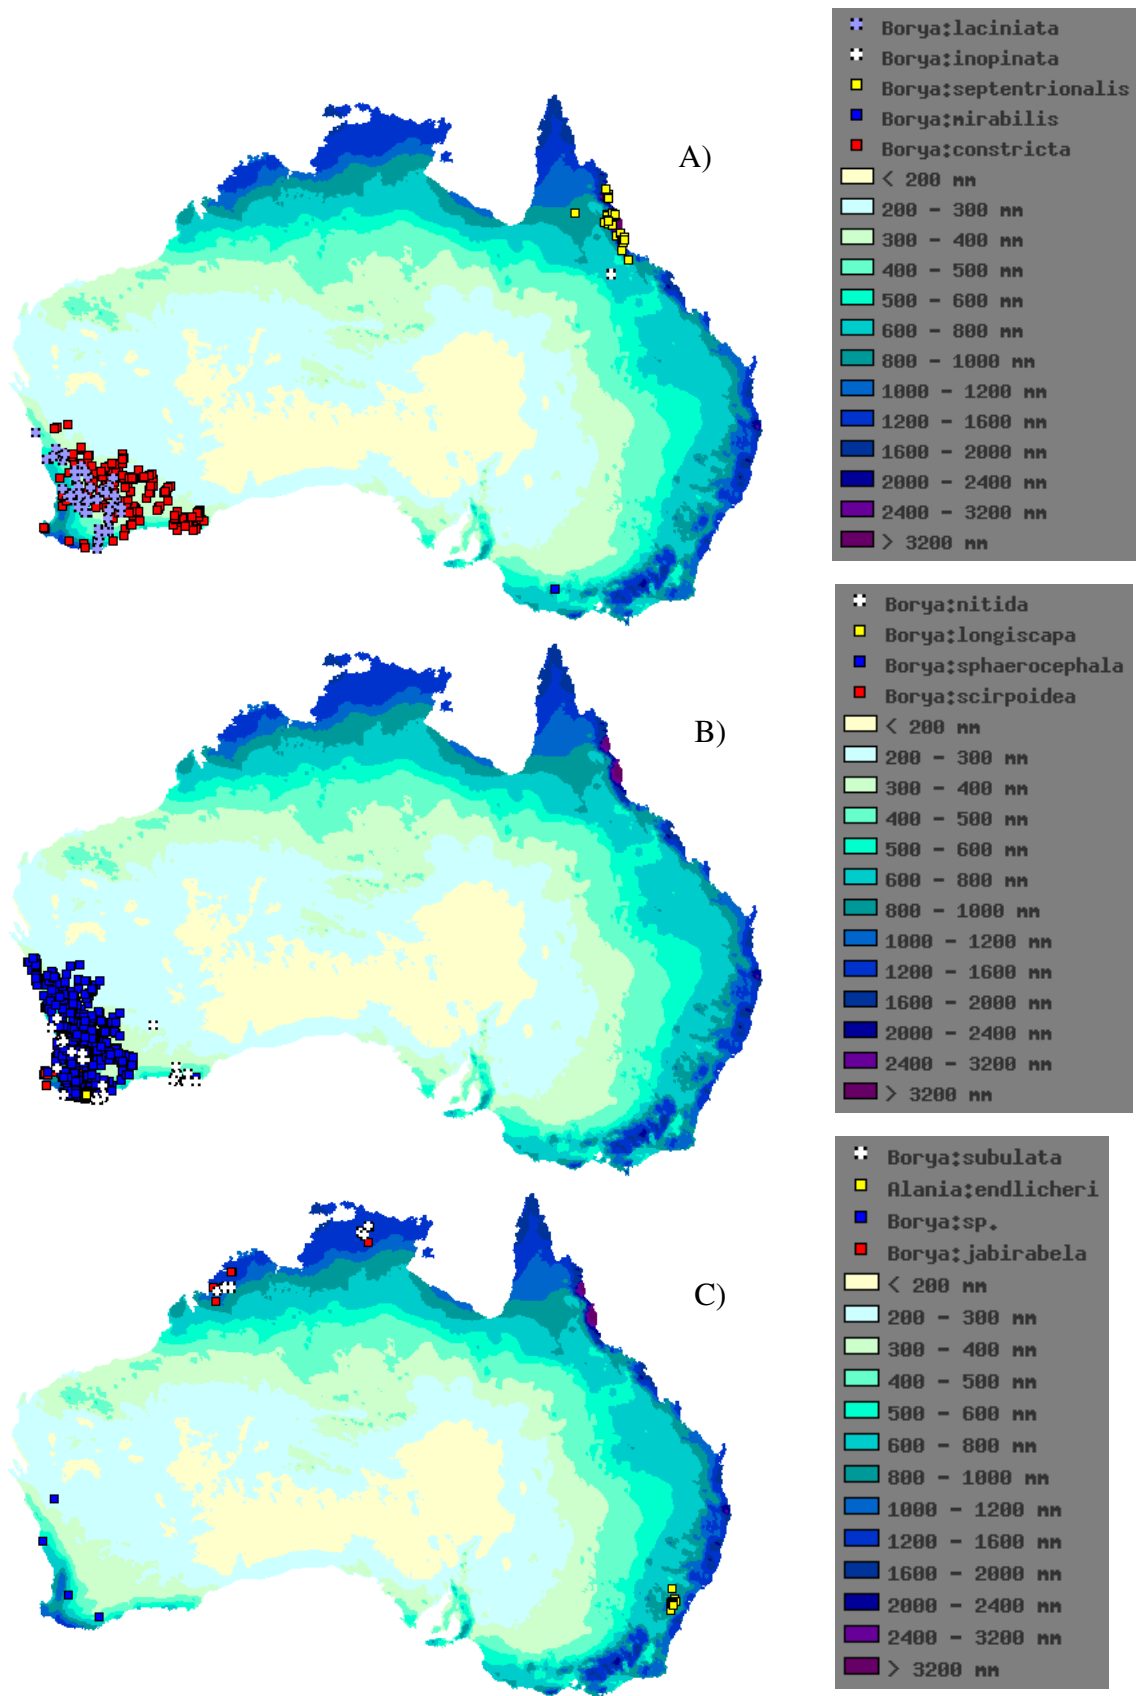 Borya:laciniata
Borya:inopinata
Borya:septentrionalis
Borya:mirabilis
Borya:constricta
< 200 mm
200 - 300 mm
300 - 400 mm
400 - 500 mm
500 - 600 mm
600 - 800 mm
800 - 1000 mm
1000 - 1200 mm
1200 - 1600 mm
1600 - 2000 mm
2000 - 2400 mm
2400 - 3200 mm
> 3200 mm
A)
Borya:nitida
Borya:longiscapa
Borya:sphaerocephala
Borya:scirpoidea
< 200 mm
200 - 300 mm
300 - 400 mm
400 - 500 mm
500 - 600 mm
600 - 800 mm
800 - 1000 mm
1000 - 1200 mm
1200 - 1600 mm
1600 - 2000 mm
2000 - 2400 mm
2400 - 3200 mm
> 3200 mm
B)
Borya:subulata
Alania:endlicheri
Borya:sp.
Borya:jabirabela
< 200 mm
200 - 300 mm
300 - 400 mm
400 - 500 mm
500 - 600 mm
600 - 800 mm
800 - 1000 mm
1000 - 1200 mm
1200 - 1600 mm
1600 - 2000 mm
2000 - 2400 mm
2400 - 3200 mm
> 3200 mm
C)